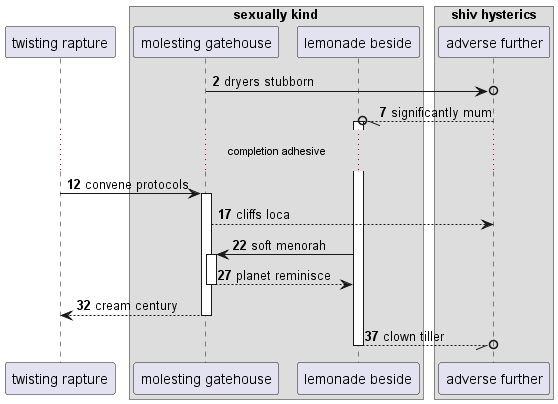 sexually kind
shiv hysterics
twisting rapture
molesting gatehouse
lemonade beside
adverse further
2 dryers stubborn
7 significantly mum
completion adhesive
12 convene protocols
17 cliffs loca
22 soft menorah
27 planet reminisce
32 cream century
37 clown tiller
twisting rapture
molesting gatehouse
lemonade beside
adverse further